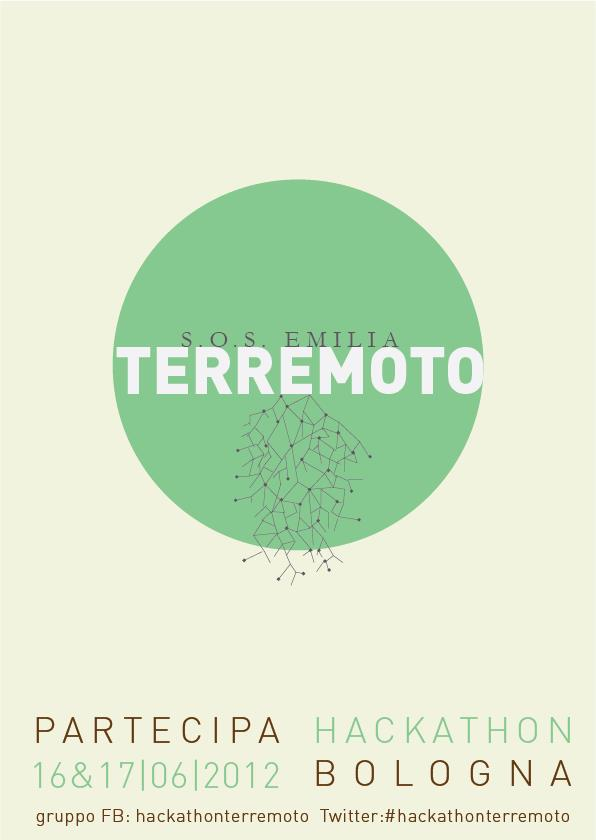 S.O.S. EMILIA
TERREMOTO
PARTECIPA HACKATHON
16&17|06|2012 BOLOGNA
gruppo FB: hackathonterremoto Twitter:#hackathonterremoto